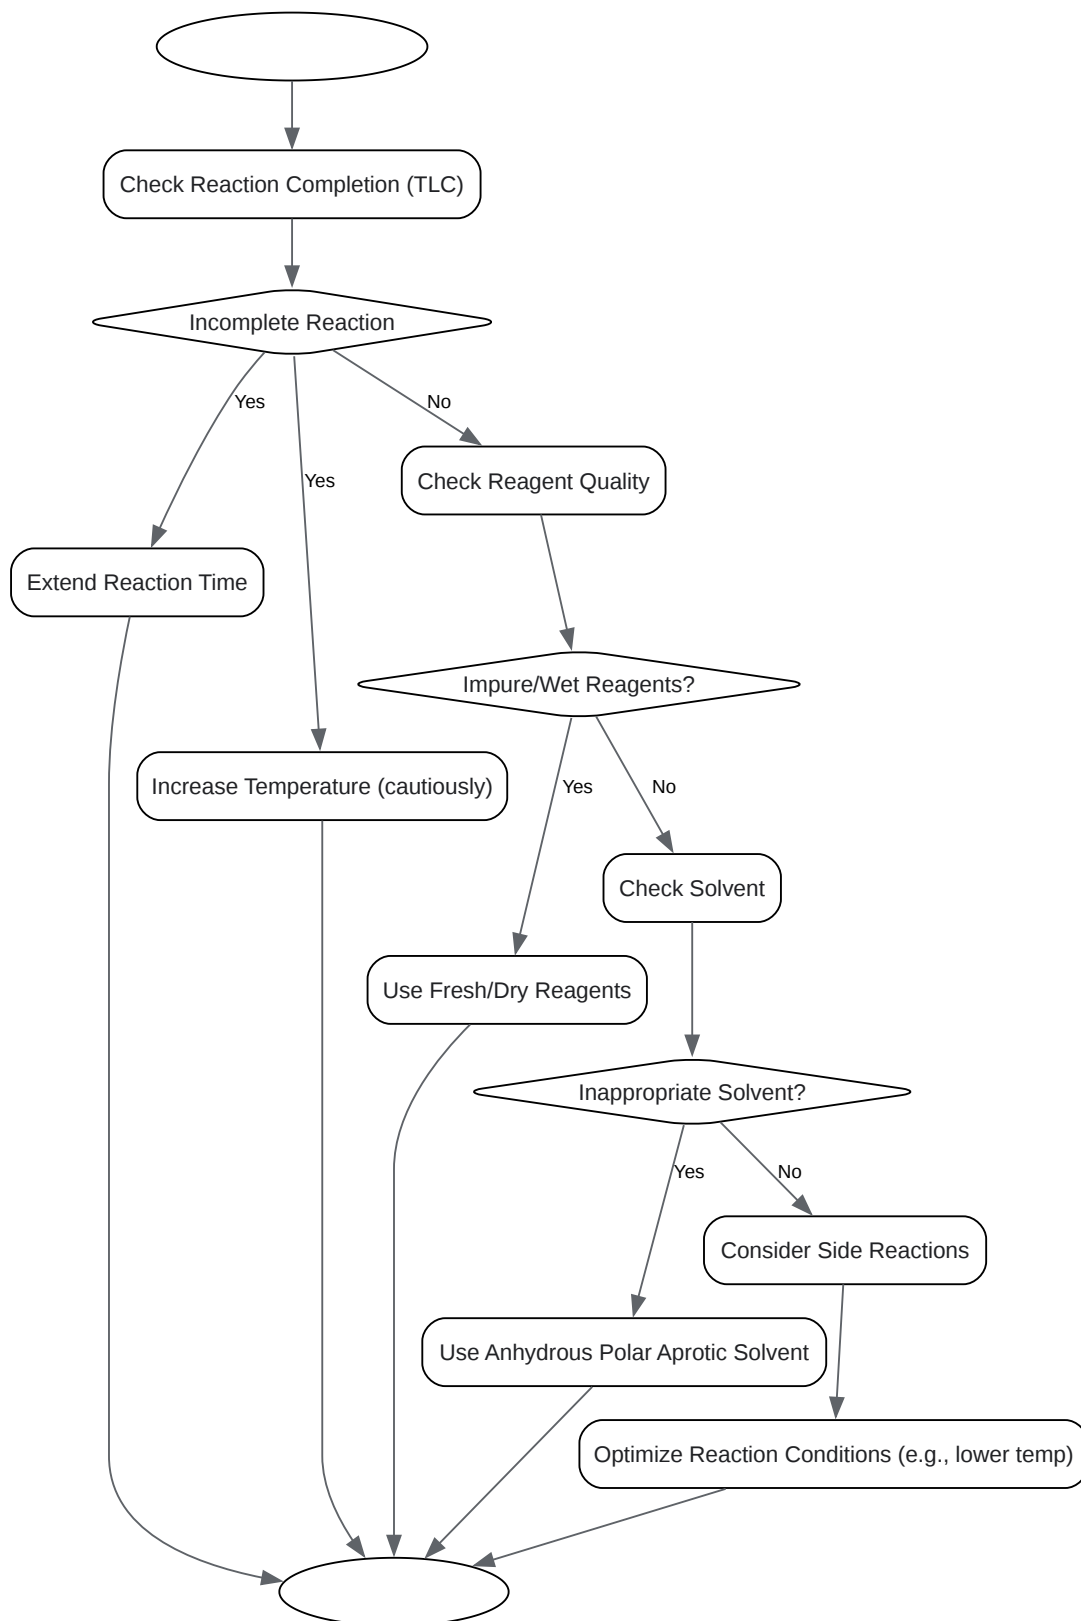 Check Reaction Completion (TLC)
Incomplete Reaction
Yes
No
Yes
Check Reagent Quality
Extend Reaction Time
Impure/Wet Reagents?
Increase Temperature (cautiously)
Yes
No
Check Solvent
Use Fresh/Dry Reagents
Inappropriate Solvent?
Yes
No
Consider Side Reactions
Use Anhydrous Polar Aprotic Solvent
Optimize Reaction Conditions (e.g., lower temp)